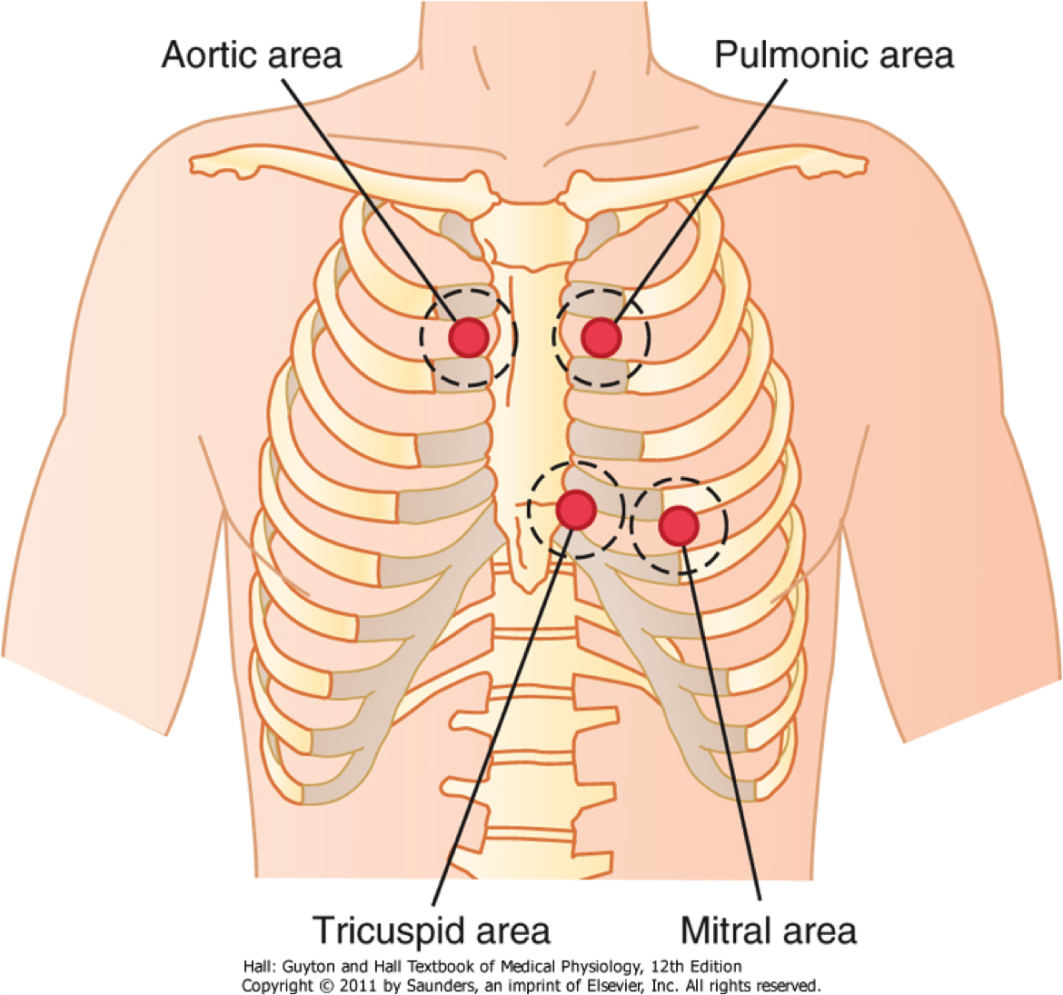 Aortic area
Pulmonic area
Tricuspid area
Mitral area
Hall: Guyton and Hall Textbook of Medical Physiology, 12th Edition
Copyright © 2011 by Saunders, an imprint of Elsevier, Inc. All rights reserved.